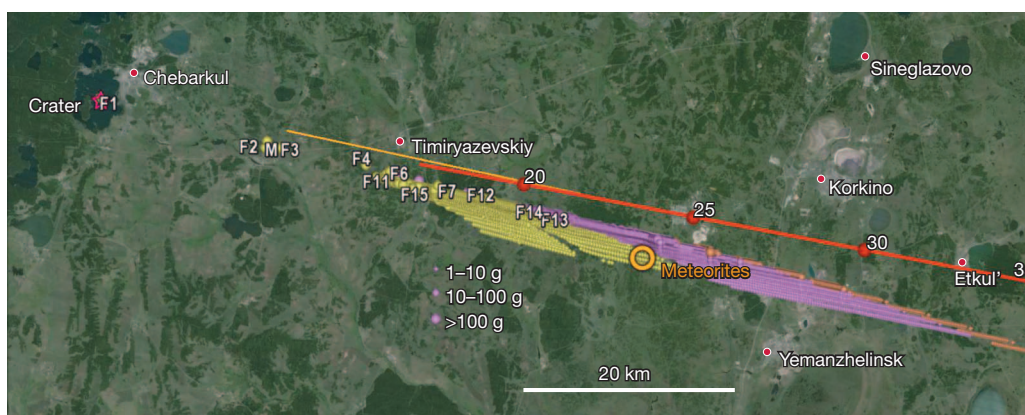 Sineglazovo
Chebarkul
Crater
F1
Timiryazevskiy
F2
M
F3
F4
F6
F11
F15
F7
F12
20
Korkino
F14
F13
25
30
Meteorites
3
Etkul’
1–10 g
10–100 g
>100 g
Yemanzhelinsk
20 km